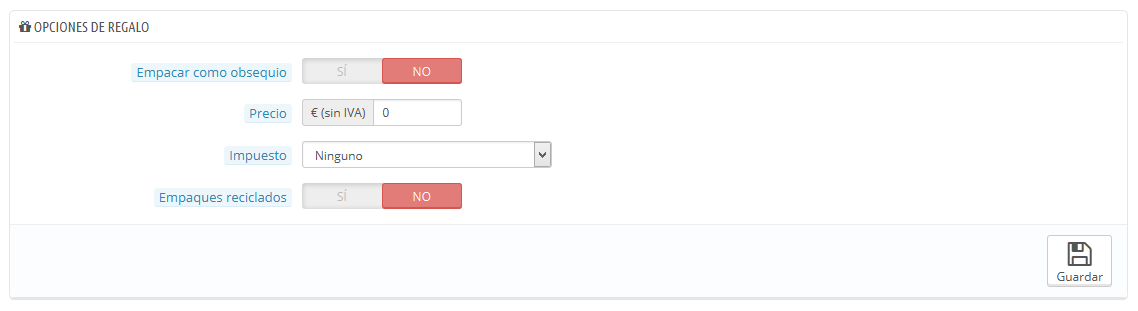 OPCIONES DE REGALO
Empacar como obsequio SÍ NO
Precio € (sin IVA) 0
Impuesto Ninguno
Empaques reciclados SÍ NO
Guardar